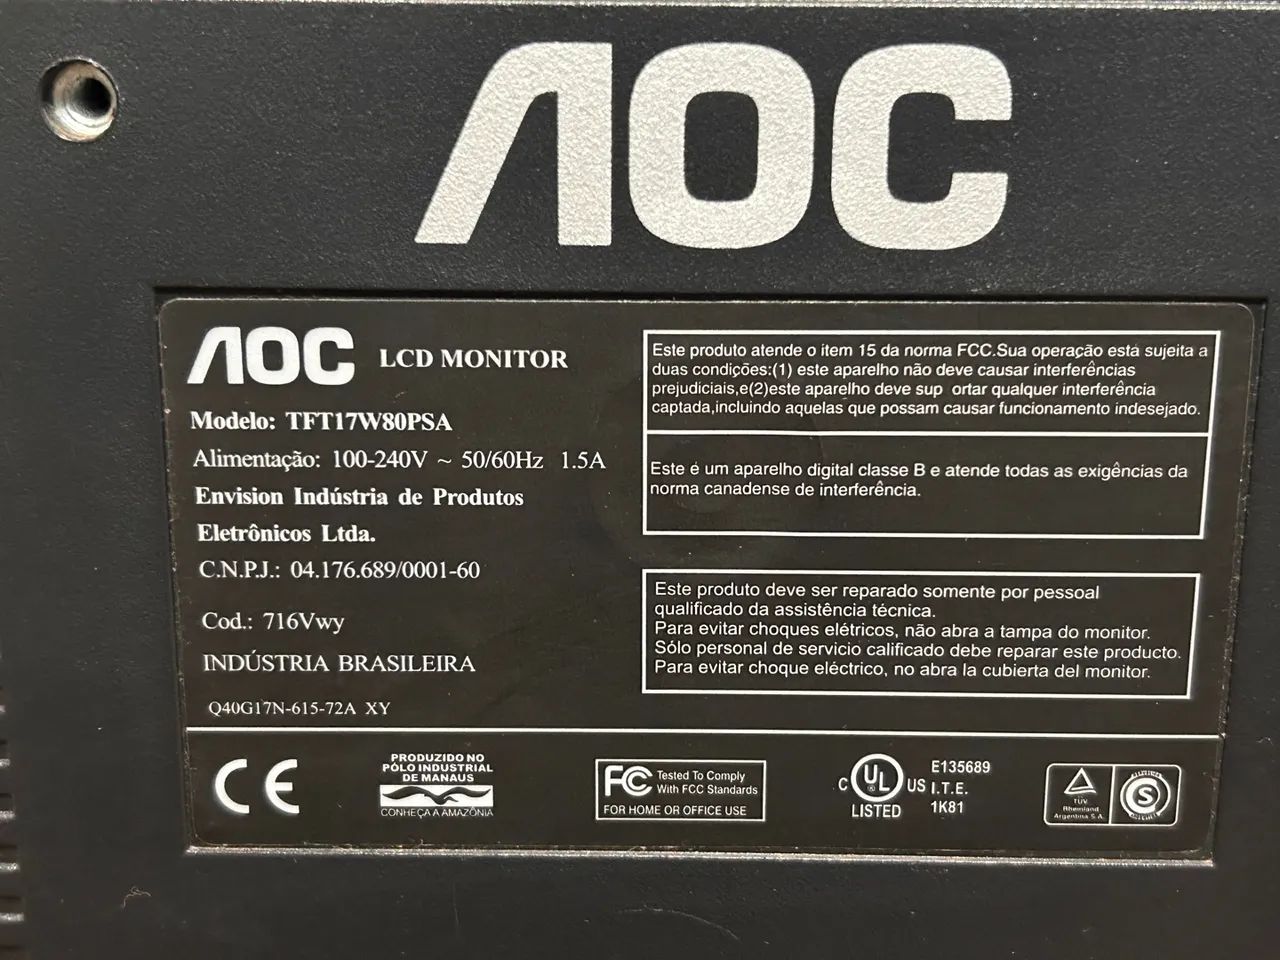 AOC
AOC LCD MONITOR
Modelo: TFT17W80PSA
Alimentação: 100-240V ~ 50/60Hz 1.5A
Envision Indústria de Produtos
Eletrônicos Ltda.
C.N.P.J.: 04.176.689/0001-60
Cod.: 716Vwy
INDÚSTRIA BRASILEIRA
Q40G17N-615-72A XY
Este produto atende o item 15 da norma FCC.Sua operação está sujeita a
duas condições:(1) este aparelho não deve causar interferências
prejudiciais,e(2)este aparelho deve sup ortar qualquer interferência
captada,incluindo aquelas que possam causar funcionamento indesejado.
Este é um aparelho digital classe B e atende todas as exigências da
norma canadense de interferência.
Este produto deve ser reparado somente por pessoal
qualificado da assistência técnica.
Para evitar choques elétricos, não abra a tampa do monitor.
Sólo personal de servicio calificado debe reparar este producto.
Para evitar choque eléctrico, no abra la cubierta del monitor.
CE
PRODUZIDO NO
PÓLO INDUSTRIAL
DE MANAUS
CONHEÇA A AMAZÔNIA
FC Tested To Comply
With FCC Standards
FOR HOME OR OFFICE USE
C UL US
LISTED
E135689
I.T.E.
1K81
TÜV
Rheinland
Argentina S.A.
S